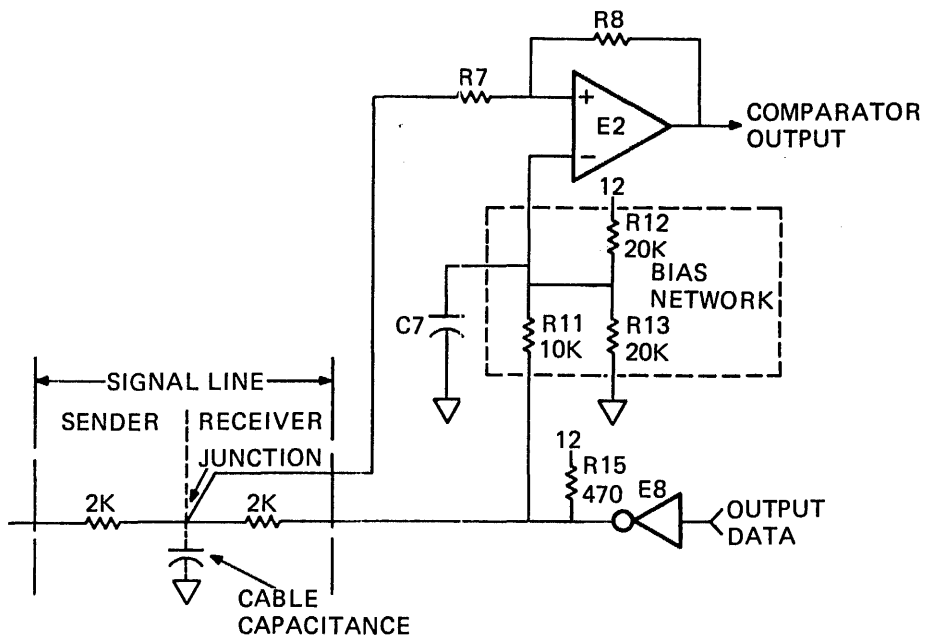 R8
R7
+
E2
−
COMPARATOR
OUTPUT
12
R12
20K
BIAS
NETWORK
C7
R11
10K
R13
20K
SIGNAL LINE
SENDER
RECEIVER
JUNCTION
12
R15
470
E8
2K
2K
OUTPUT
DATA
CABLE
CAPACITANCE